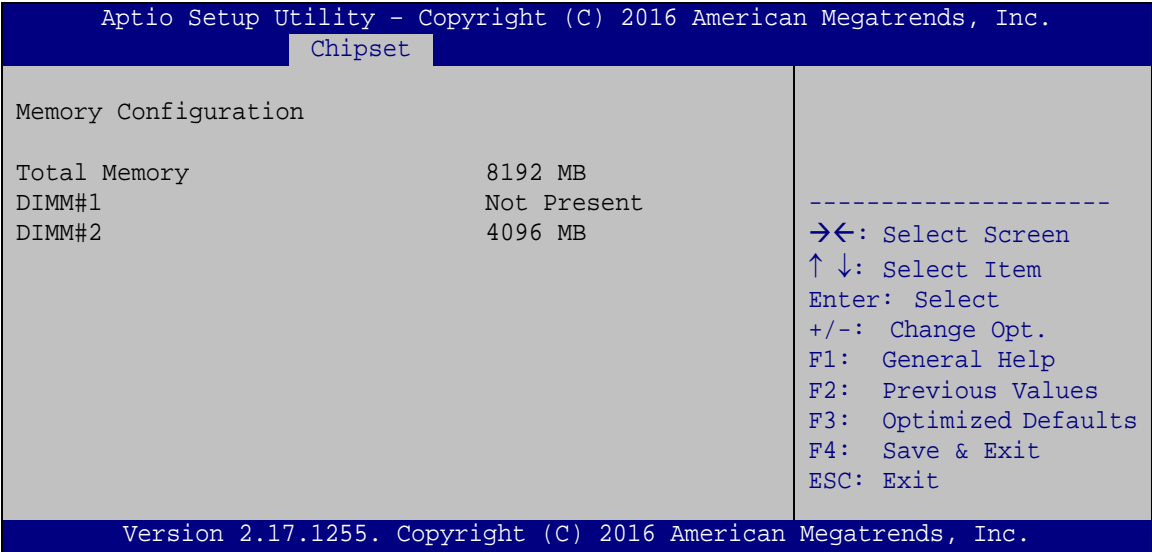 Aptio Setup Utility – Copyright (C) 2016 American Megatrends, Inc.
Chipset
Memory Configuration
Total Memory 8192 MB
DIMM#1 Not Present
DIMM#2 4096 MB
---------------------
→←: Select Screen
↑ ↓: Select Item
Enter: Select
+/-: Change Opt.
F1: General Help
F2: Previous Values
F3: Optimized Defaults
F4: Save & Exit
ESC: Exit
Version 2.17.1255. Copyright (C) 2016 American Megatrends, Inc.